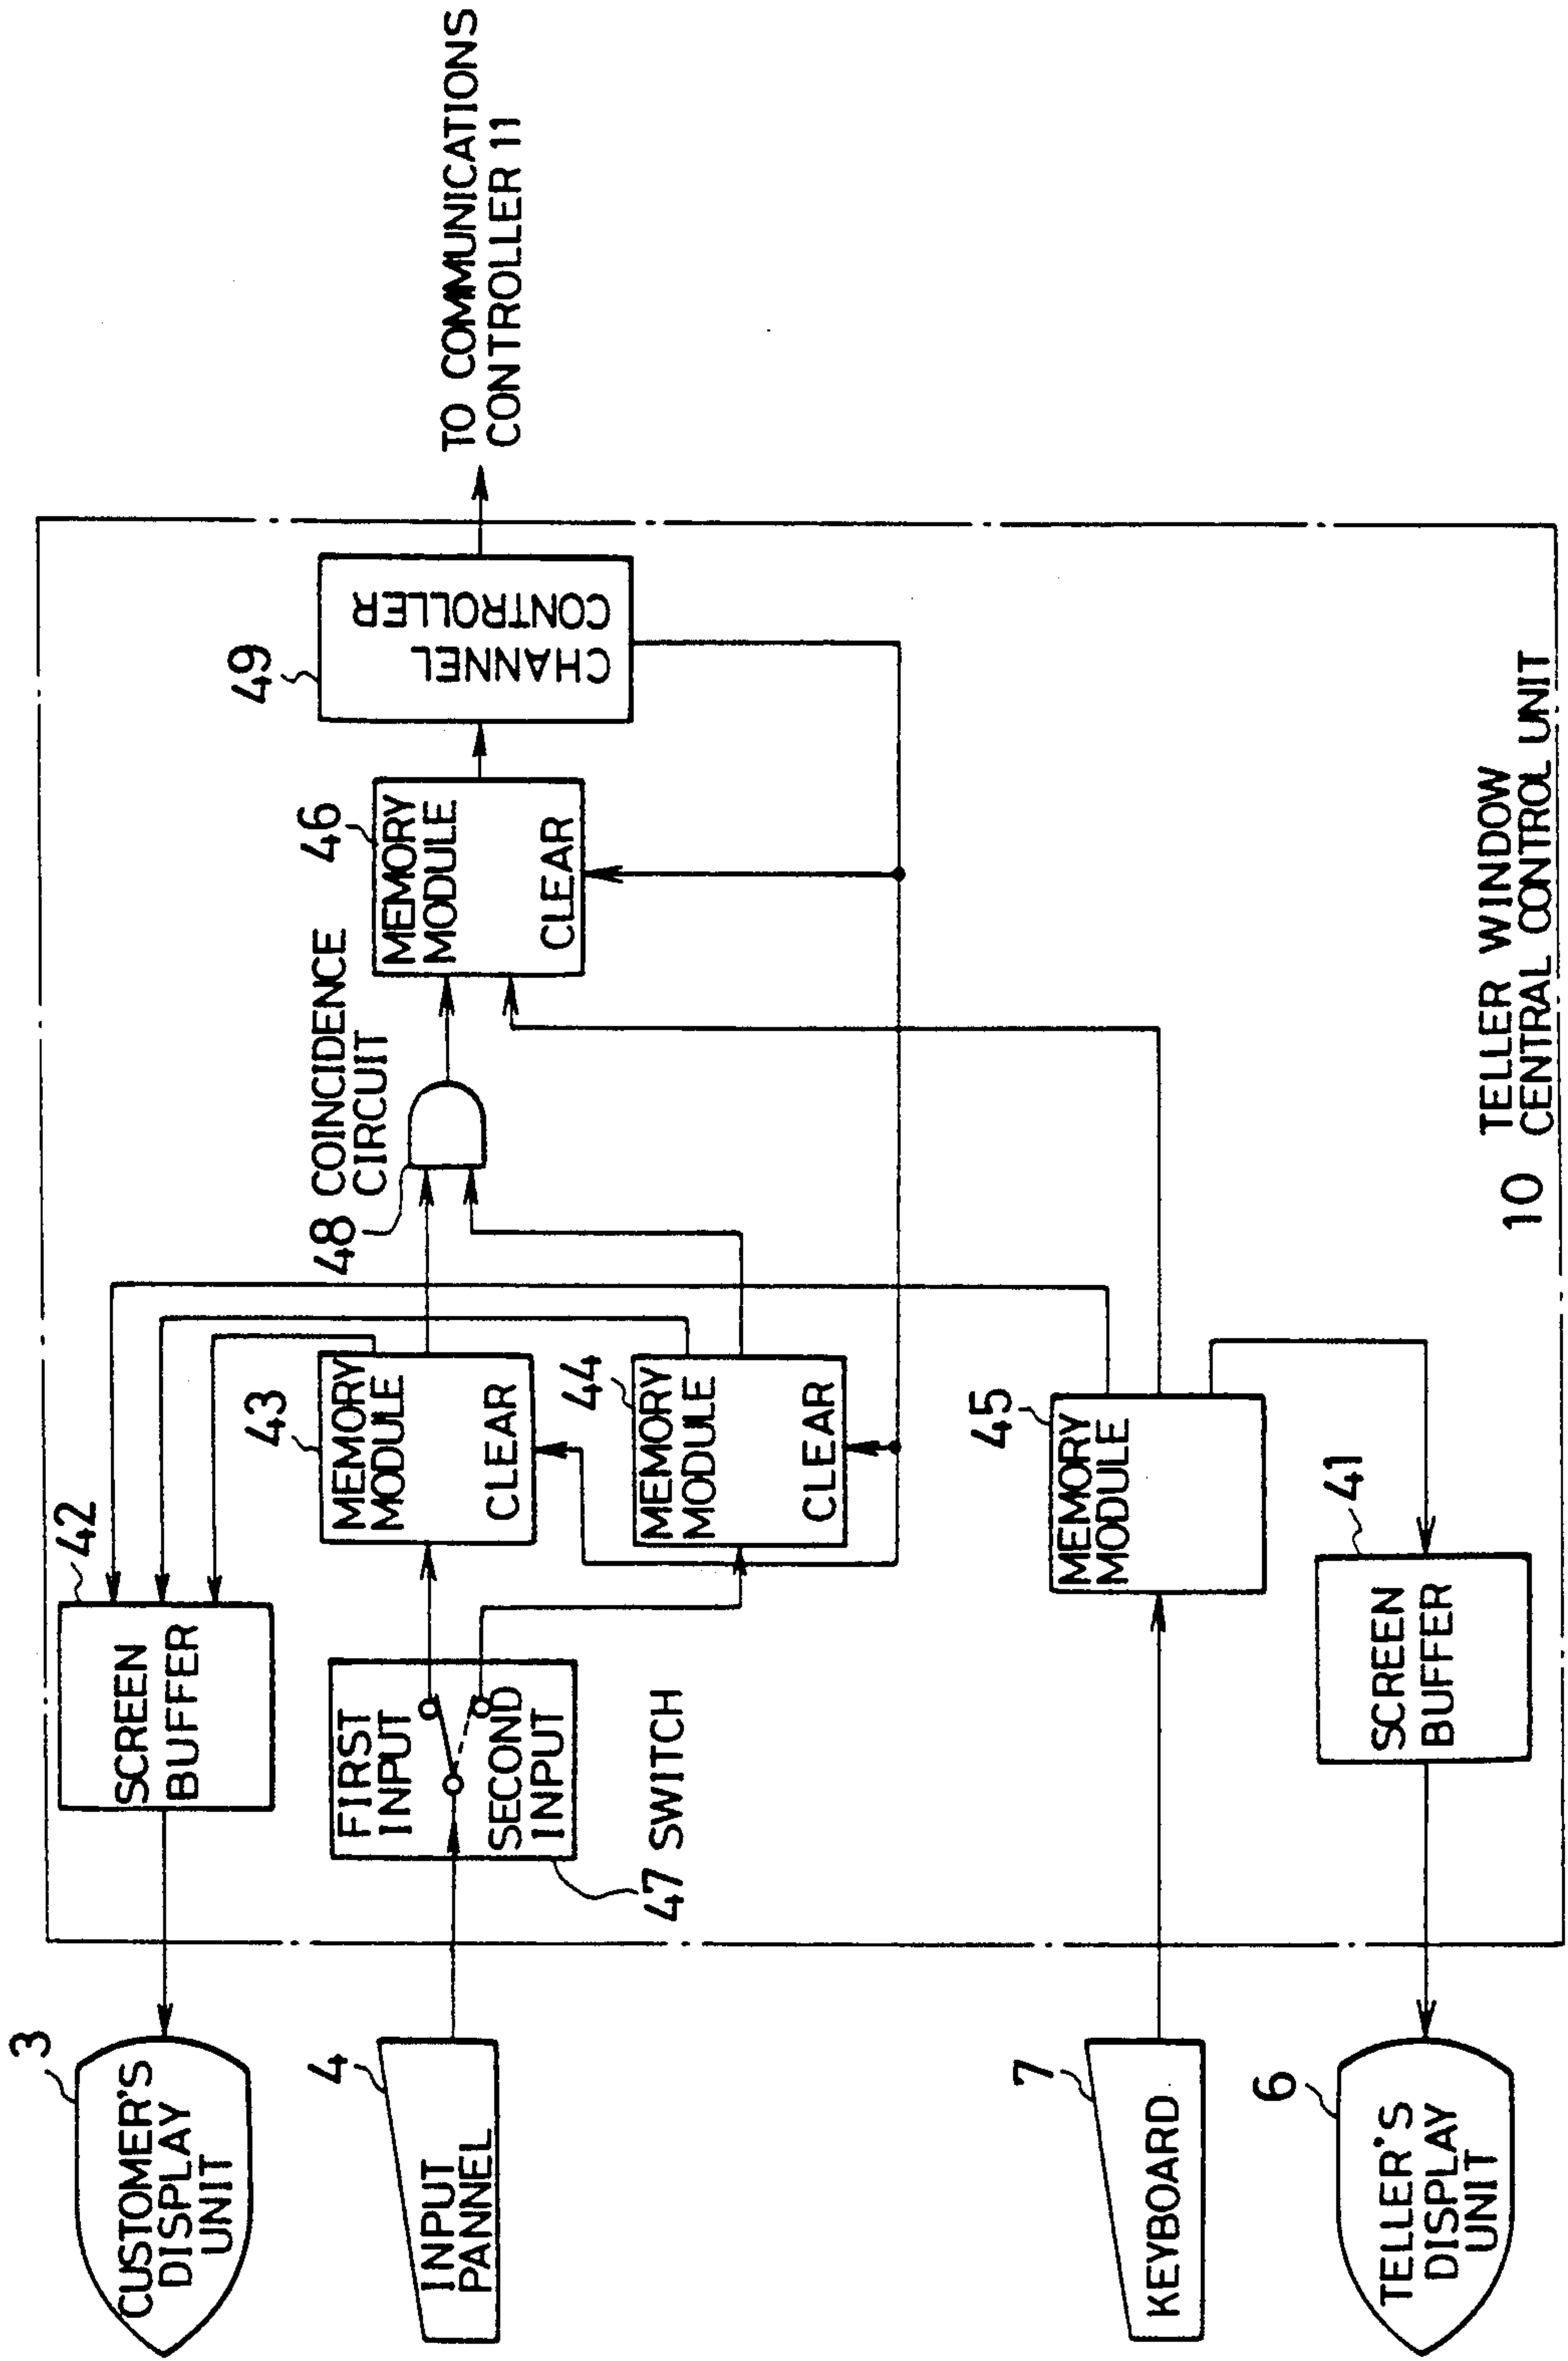 3
CUSTOMER'S
DISPLAY
UNIT
42
SCREEN
BUFFER
4
INPUT
PANNEL
FIRST
INPUT
SECOND
INPUT
47 SWITCH
43
MEMORY
MODULE
CLEAR
44
MEMORY
MODULE
CLEAR
48 COINCIDENCE
CIRCUIT
46
MEMORY
MODULE
CLEAR
49
CHANNEL
CONTROLLER
TO COMMUNICATIONS
CONTROLLER 11
7
KEYBOARD
45
MEMORY
MODULE
6
TELLER'S
DISPLAY
UNIT
41
SCREEN
BUFFER
10 TELLER WINDOW
CENTRAL CONTROL UNIT